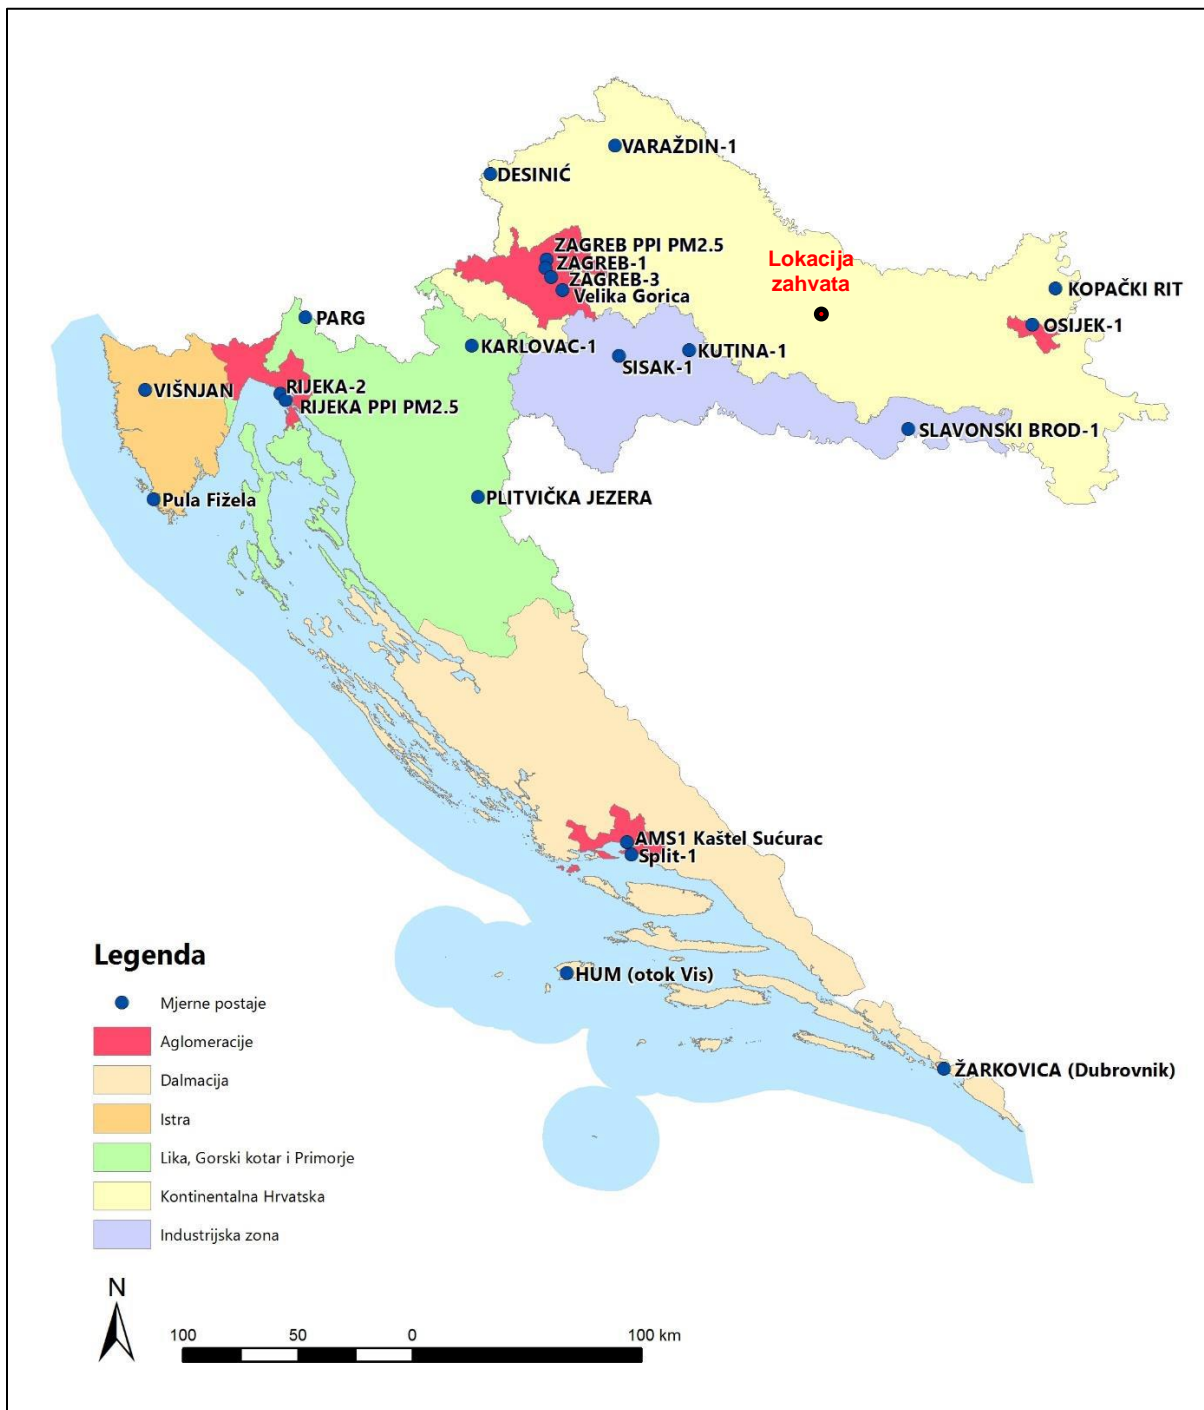 VARAŽDIN-1
DESINIĆ
ZAGREB PPI PM2.5
ZAGREB-1
ZAGREB-3
Velika Gorica
Lokacija
zahvata
KOPAČKI RIT
OSIJEK-1
PARG
KARLOVAC-1
KUTINA-1
SISAK-1
VIŠNJAN
RIJEKA-2
RIJEKA PPI PM2.5
SLAVONSKI BROD-1
Pula Fižela
PLITVIČKA JEZERA
AMS1 Kaštel Sućurac
Split-1
HUM (otok Vis)
ŽARKOVICA (Dubrovnik)
Legenda
Mjerne postaje
Aglomeracije
Dalmacija
Istra
Lika, Gorski kotar i Primorje
Kontinentalna Hrvatska
Industrijska zona
N
100 50 0 100 km